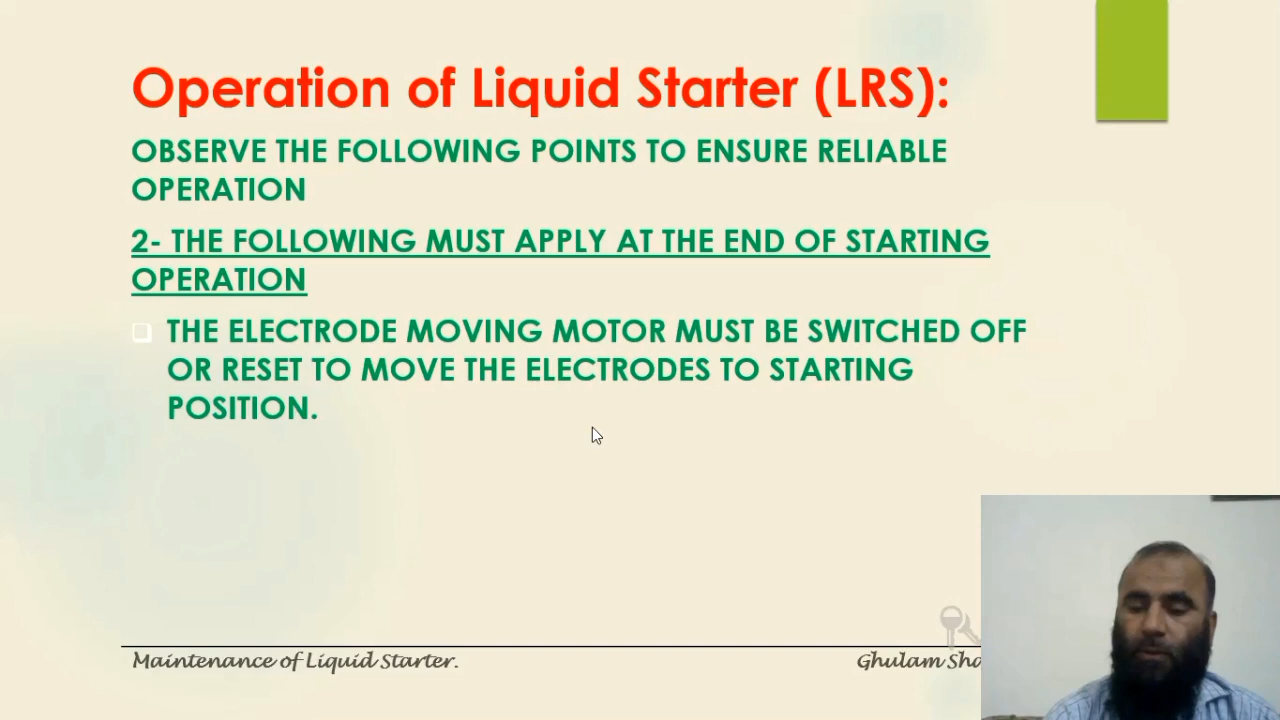 Operation of Liquid Starter (LRS):
OBSERVE THE FOLLOWING POINTS TO ENSURE RELIABLE
OPERATION
2- THE FOLLOWING MUST APPLY AT THE END OF STARTING
OPERATION
THE ELECTRODE MOVING MOTOR MUST BE SWITCHED OFF
OR RESET TO MOVE THE ELECTRODES TO STARTING
POSITION.
Maintenance of Liquid Starter.
Ghulam